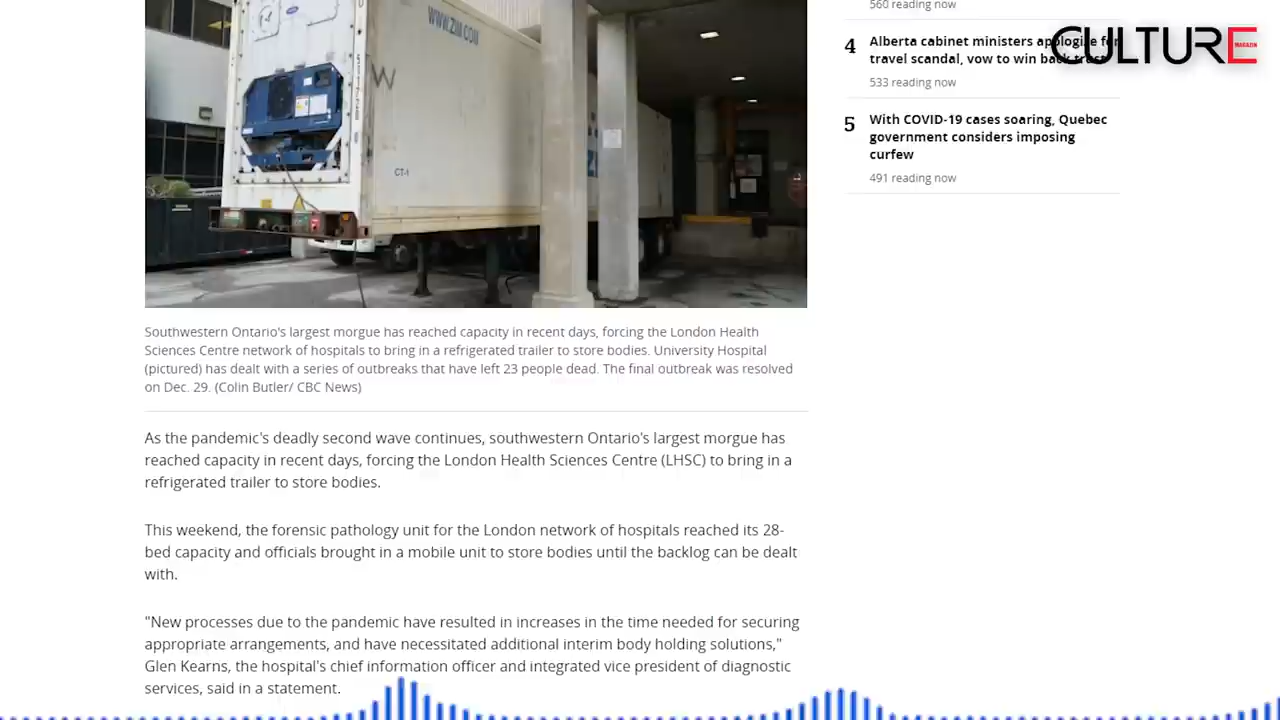 WWW.ZIM.COM
W
CT-1
Southwestern Ontario's largest morgue has reached capacity in recent days, forcing the London Health
Sciences Centre network of hospitals to bring in a refrigerated trailer to store bodies. University Hospital
(pictured) has dealt with a series of outbreaks that have left 23 people dead. The final outbreak was resolved
on Dec. 29. (Colin Butler/ CBC News)
As the pandemic's deadly second wave continues, southwestern Ontario's largest morgue has
reached capacity in recent days, forcing the London Health Sciences Centre (LHSC) to bring in a
refrigerated trailer to store bodies.
This weekend, the forensic pathology unit for the London network of hospitals reached its 28-
bed capacity and officials brought in a mobile unit to store bodies until the backlog can be dealt
with.
"New processes due to the pandemic have resulted in increases in the time needed for securing
appropriate arrangements, and have necessitated additional interim body holding solutions,"
Glen Kearns, the hospital's chief information officer and integrated vice president of diagnostic
services, said in a statement.
560 reading now
4
Alberta cabinet ministers apologize for
travel scandal, vow to win back trust
533 reading now
5
With COVID-19 cases soaring, Quebec
government considers imposing
curfew
491 reading now
CULTURE
MAGAZIN